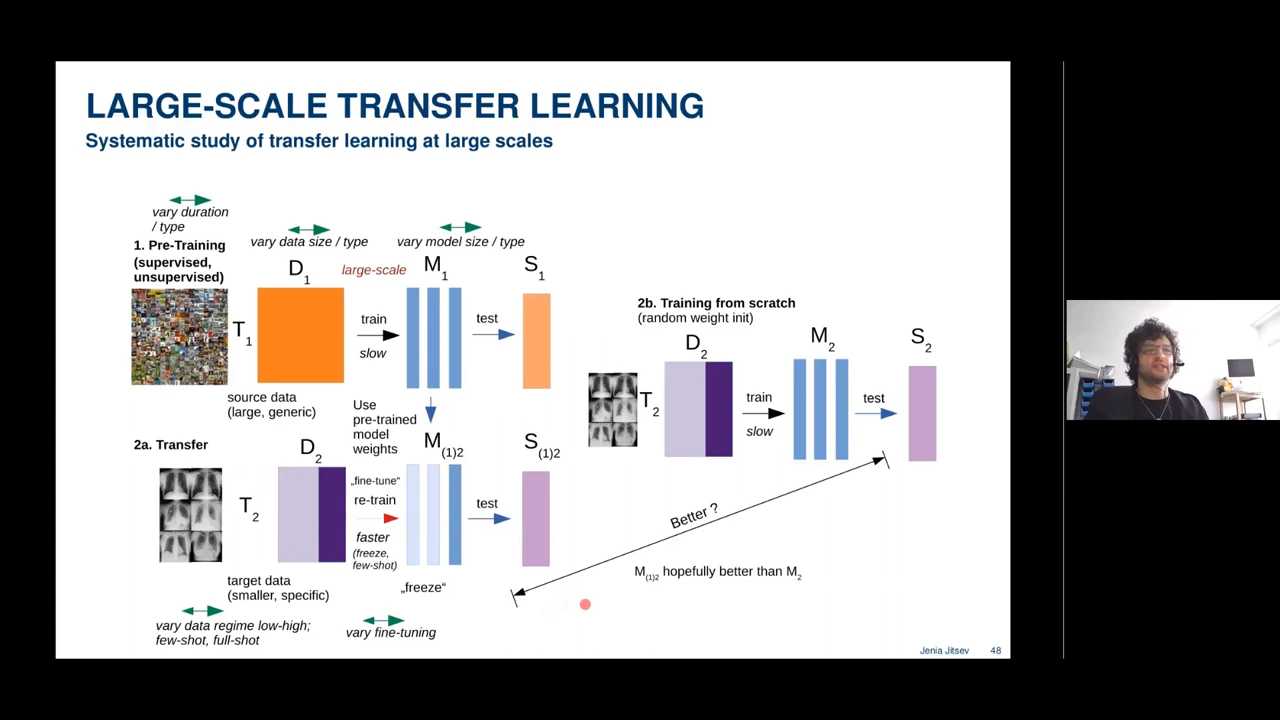 LARGE-SCALE TRANSFER LEARNING
Systematic study of transfer learning at large scales
vary duration
/ type
1. Pre-Training
(supervised,
unsupervised)
vary data size / type
vary model size / type
D1
large-scale
M1
S1
T1
train
slow
test
source data
(large, generic)
Use
pre-trained
model
weights
2a. Transfer
D2
M(1)2
S(1)2
T2
„fine-tune“
re-train
faster
(freeze,
few-shot)
test
„freeze“
target data
(smaller, specific)
vary data regime low-high;
few-shot, full-shot
vary fine-tuning
2b. Training from scratch
(random weight init)
D2
M2
S2
T2
train
slow
test
Better ?
M(1)2 hopefully better than M2
Jenia Jitsev 48